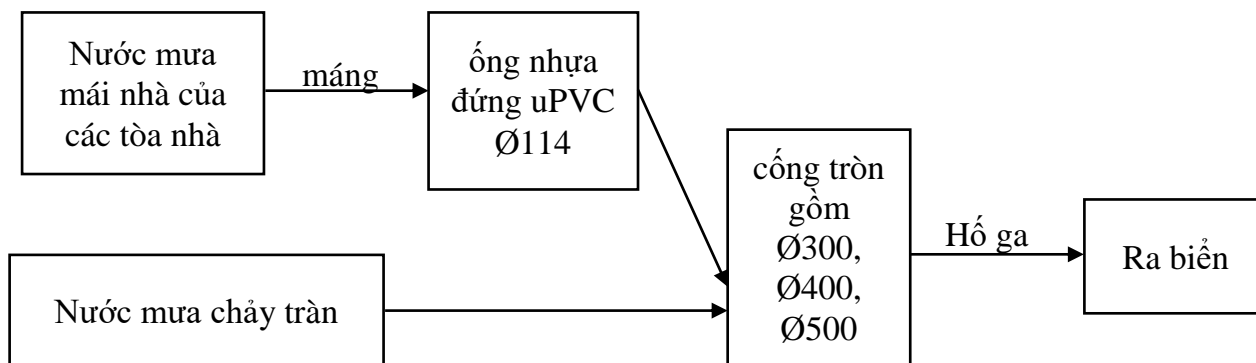 Nước mưa
mái nhà của
các tòa nhà
máng
ống nhựa
đứng uPVC
Ø114
cống tròn
gồm
Ø300,
Ø400,
Ø500
Hố ga
Ra biển
Nước mưa chảy tràn